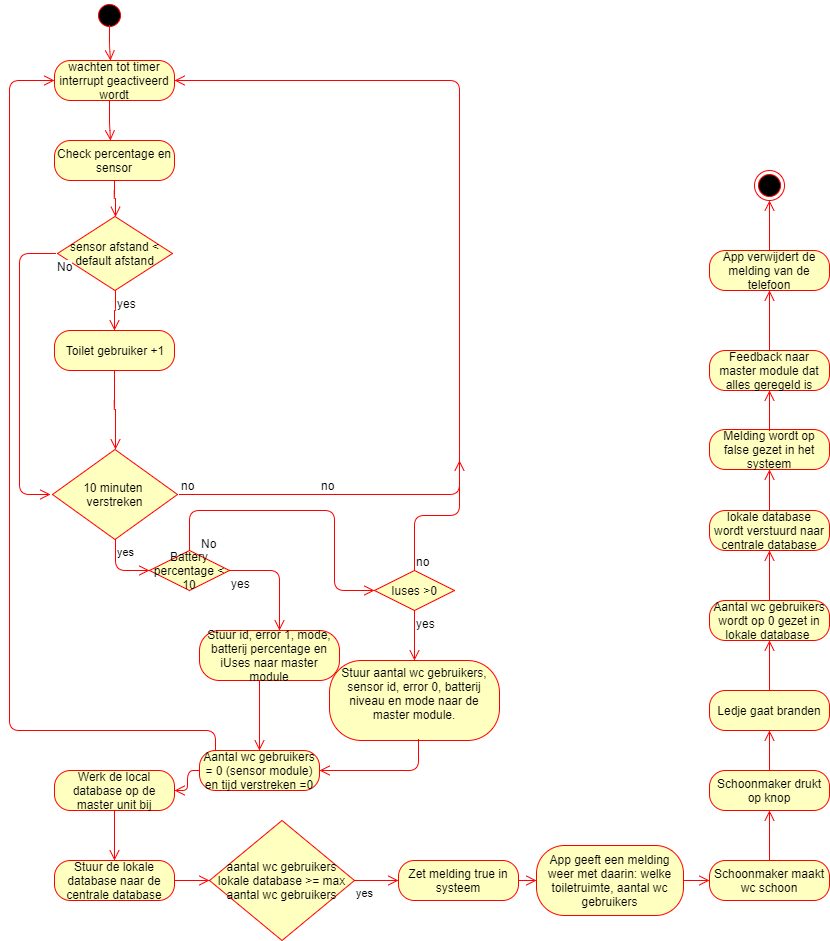 wachten tot timer
interrupt geactiveerd
wordt
Check percentage en
sensor
sensor afstand <
default afstand
No
yes
Toilet gebruiker +1
10 minuten
verstreken
no
no
yes
Battery
percentage <
10
No
yes
Iuses >0
no
yes
Stuur id, error 1, mode,
batterij percentage en
iUses naar master
module
Stuur aantal wc gebruikers,
sensor id, error 0, batterij
niveau en mode naar de
master module.
Aantal wc gebruikers
= 0 (sensor module)
en tijd verstreken =0
Werk de local
database op de
master unit bij
Stuur de lokale
database naar de
centrale database
aantal wc gebruikers
lokale database >= max
aantal wc gebruikers
yes
Zet melding true in
systeem
App geeft een melding
weer met daarin: welke
toiletruimte, aantal wc
gebruikers
Schoonmaker maakt
wc schoon
Schoonmaker drukt
op knop
Ledje gaat branden
Aantal wc gebruikers
wordt op 0 gezet in
lokale database
lokale database
wordt verstuurd naar
centrale database
Melding wordt op
false gezet in het
systeem
Feedback naar
master module dat
alles geregeld is
App verwijdert de
melding van de
telefoon